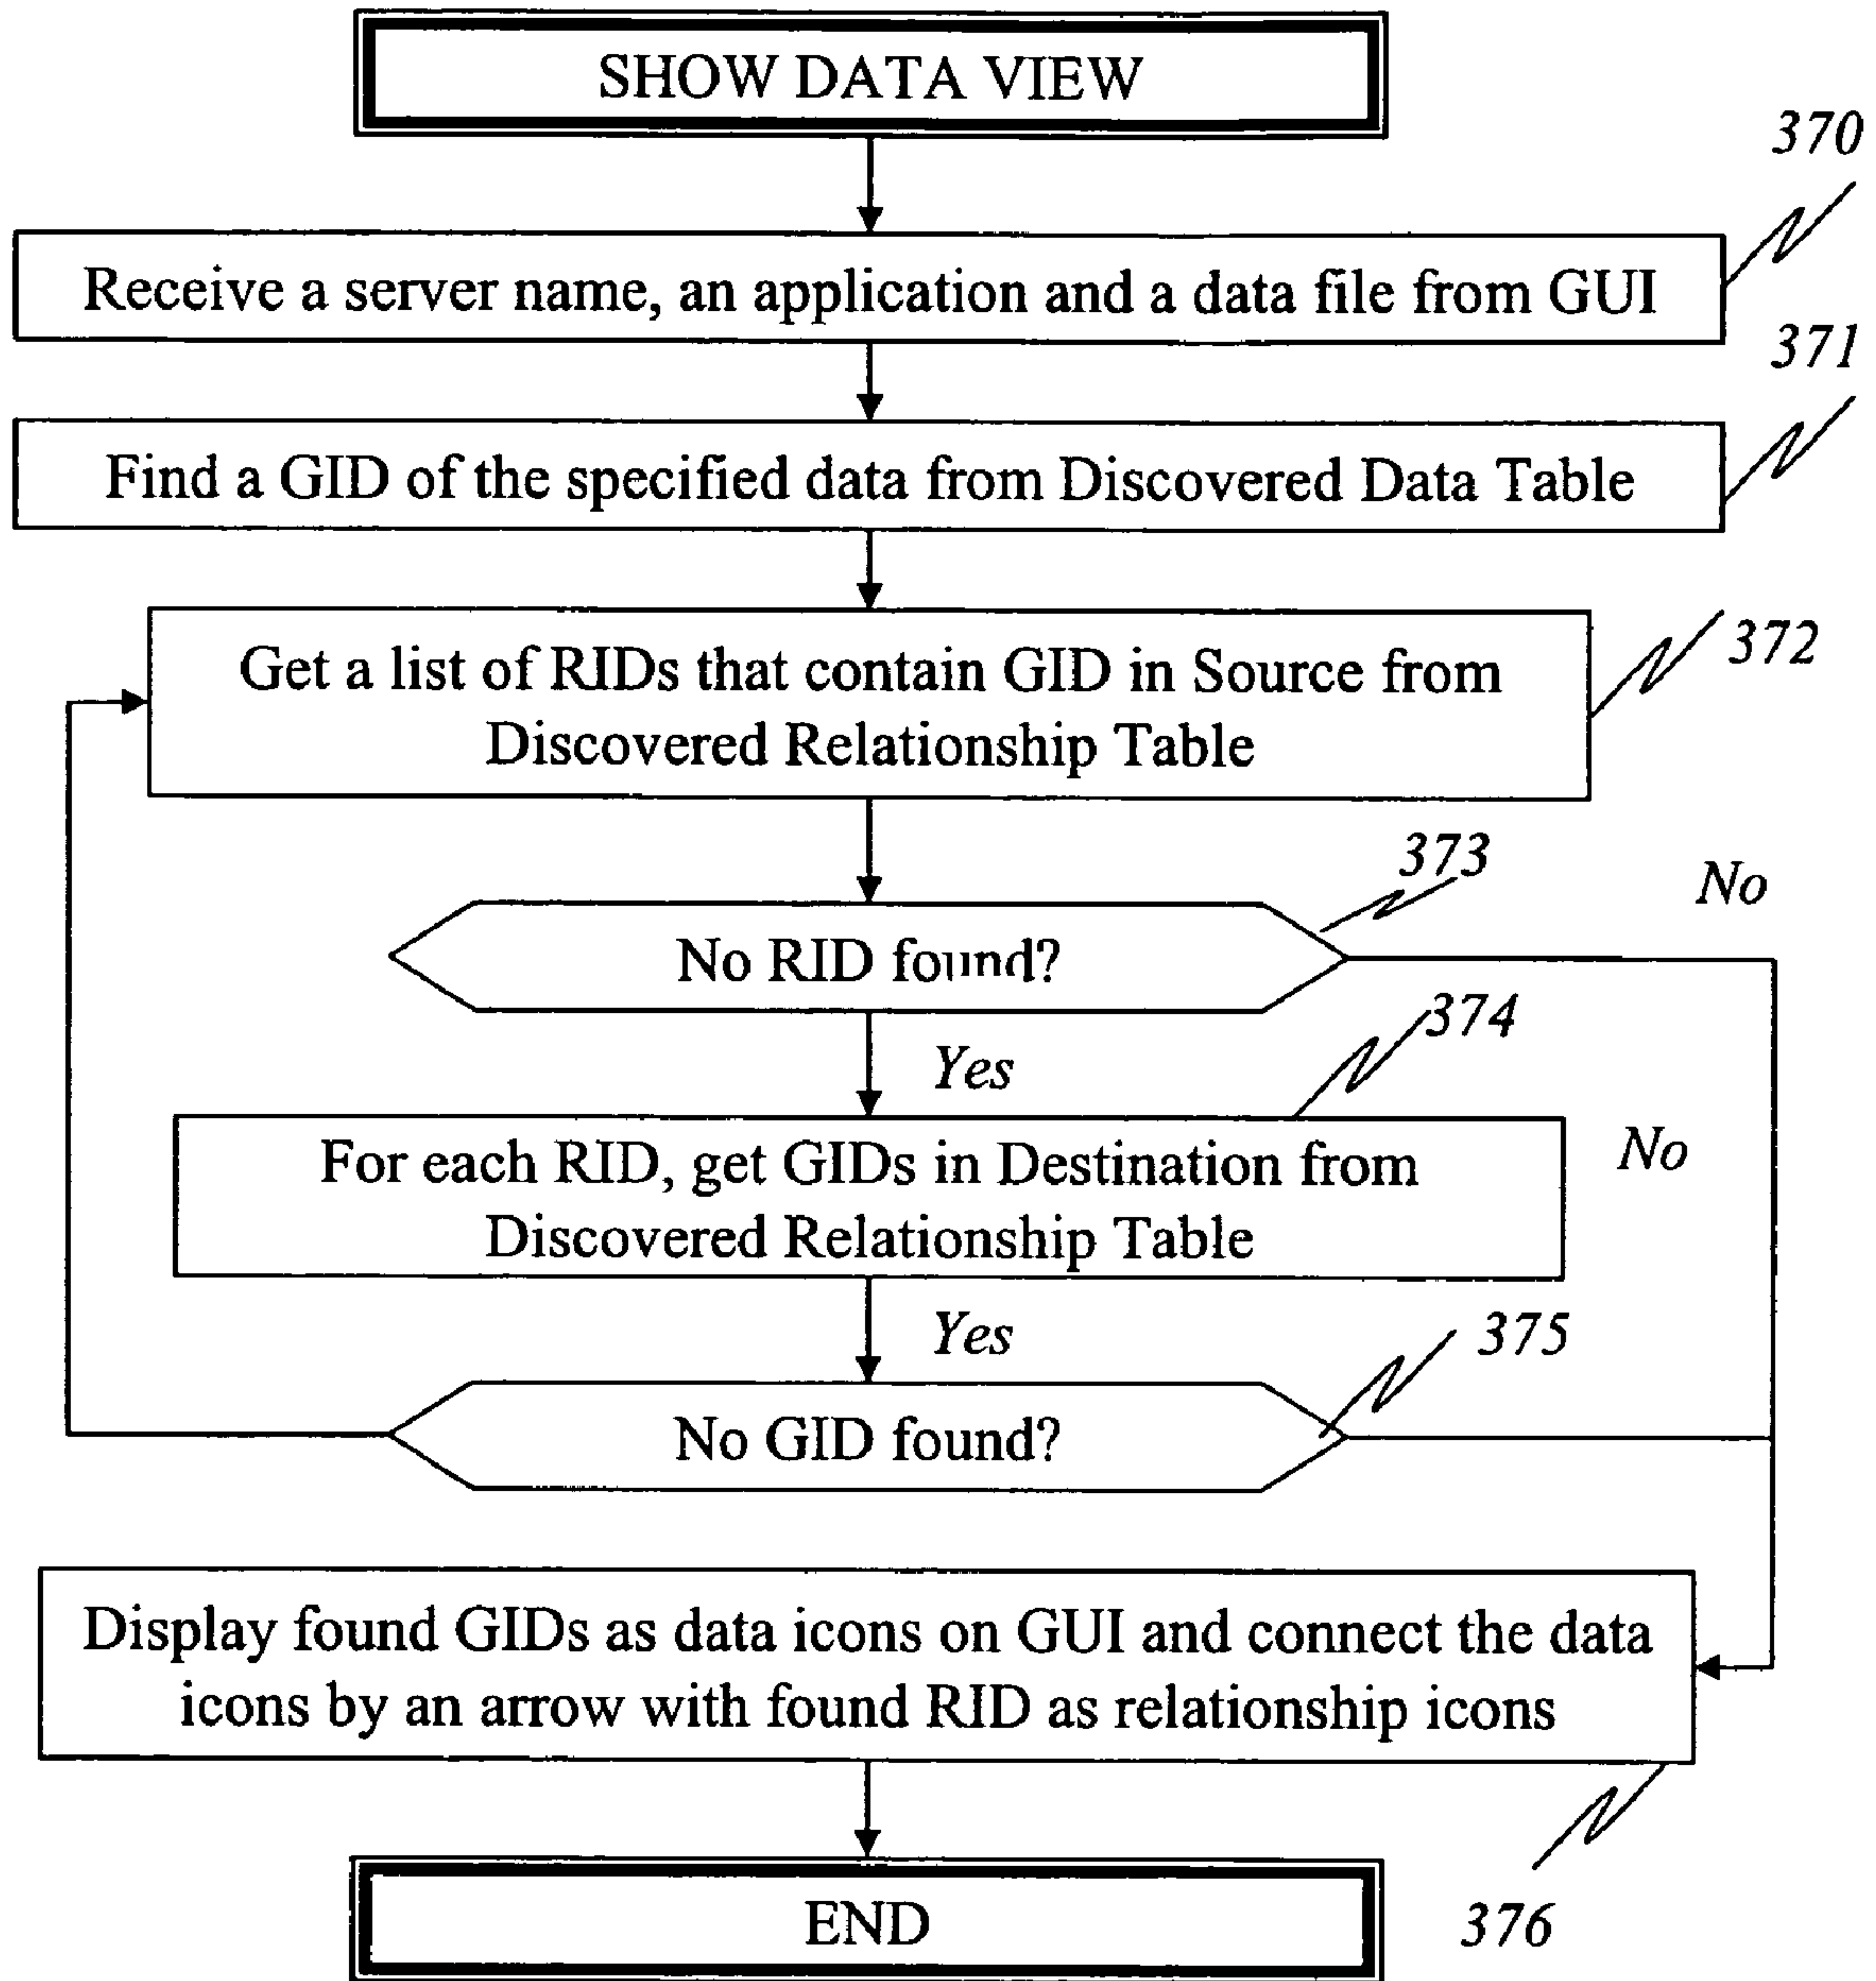 SHOW DATA VIEW
370
Receive a server name, an application and a data file from GUI
371
Find a GID of the specified data from Discovered Data Table
372
Get a list of RIDs that contain GID in Source from
Discovered Relationship Table
373
No
No RID found?
374
Yes
For each RID, get GIDs in Destination from
Discovered Relationship Table
No
Yes
375
No GID found?
Display found GIDs as data icons on GUI and connect the data
icons by an arrow with found RID as relationship icons
END
376